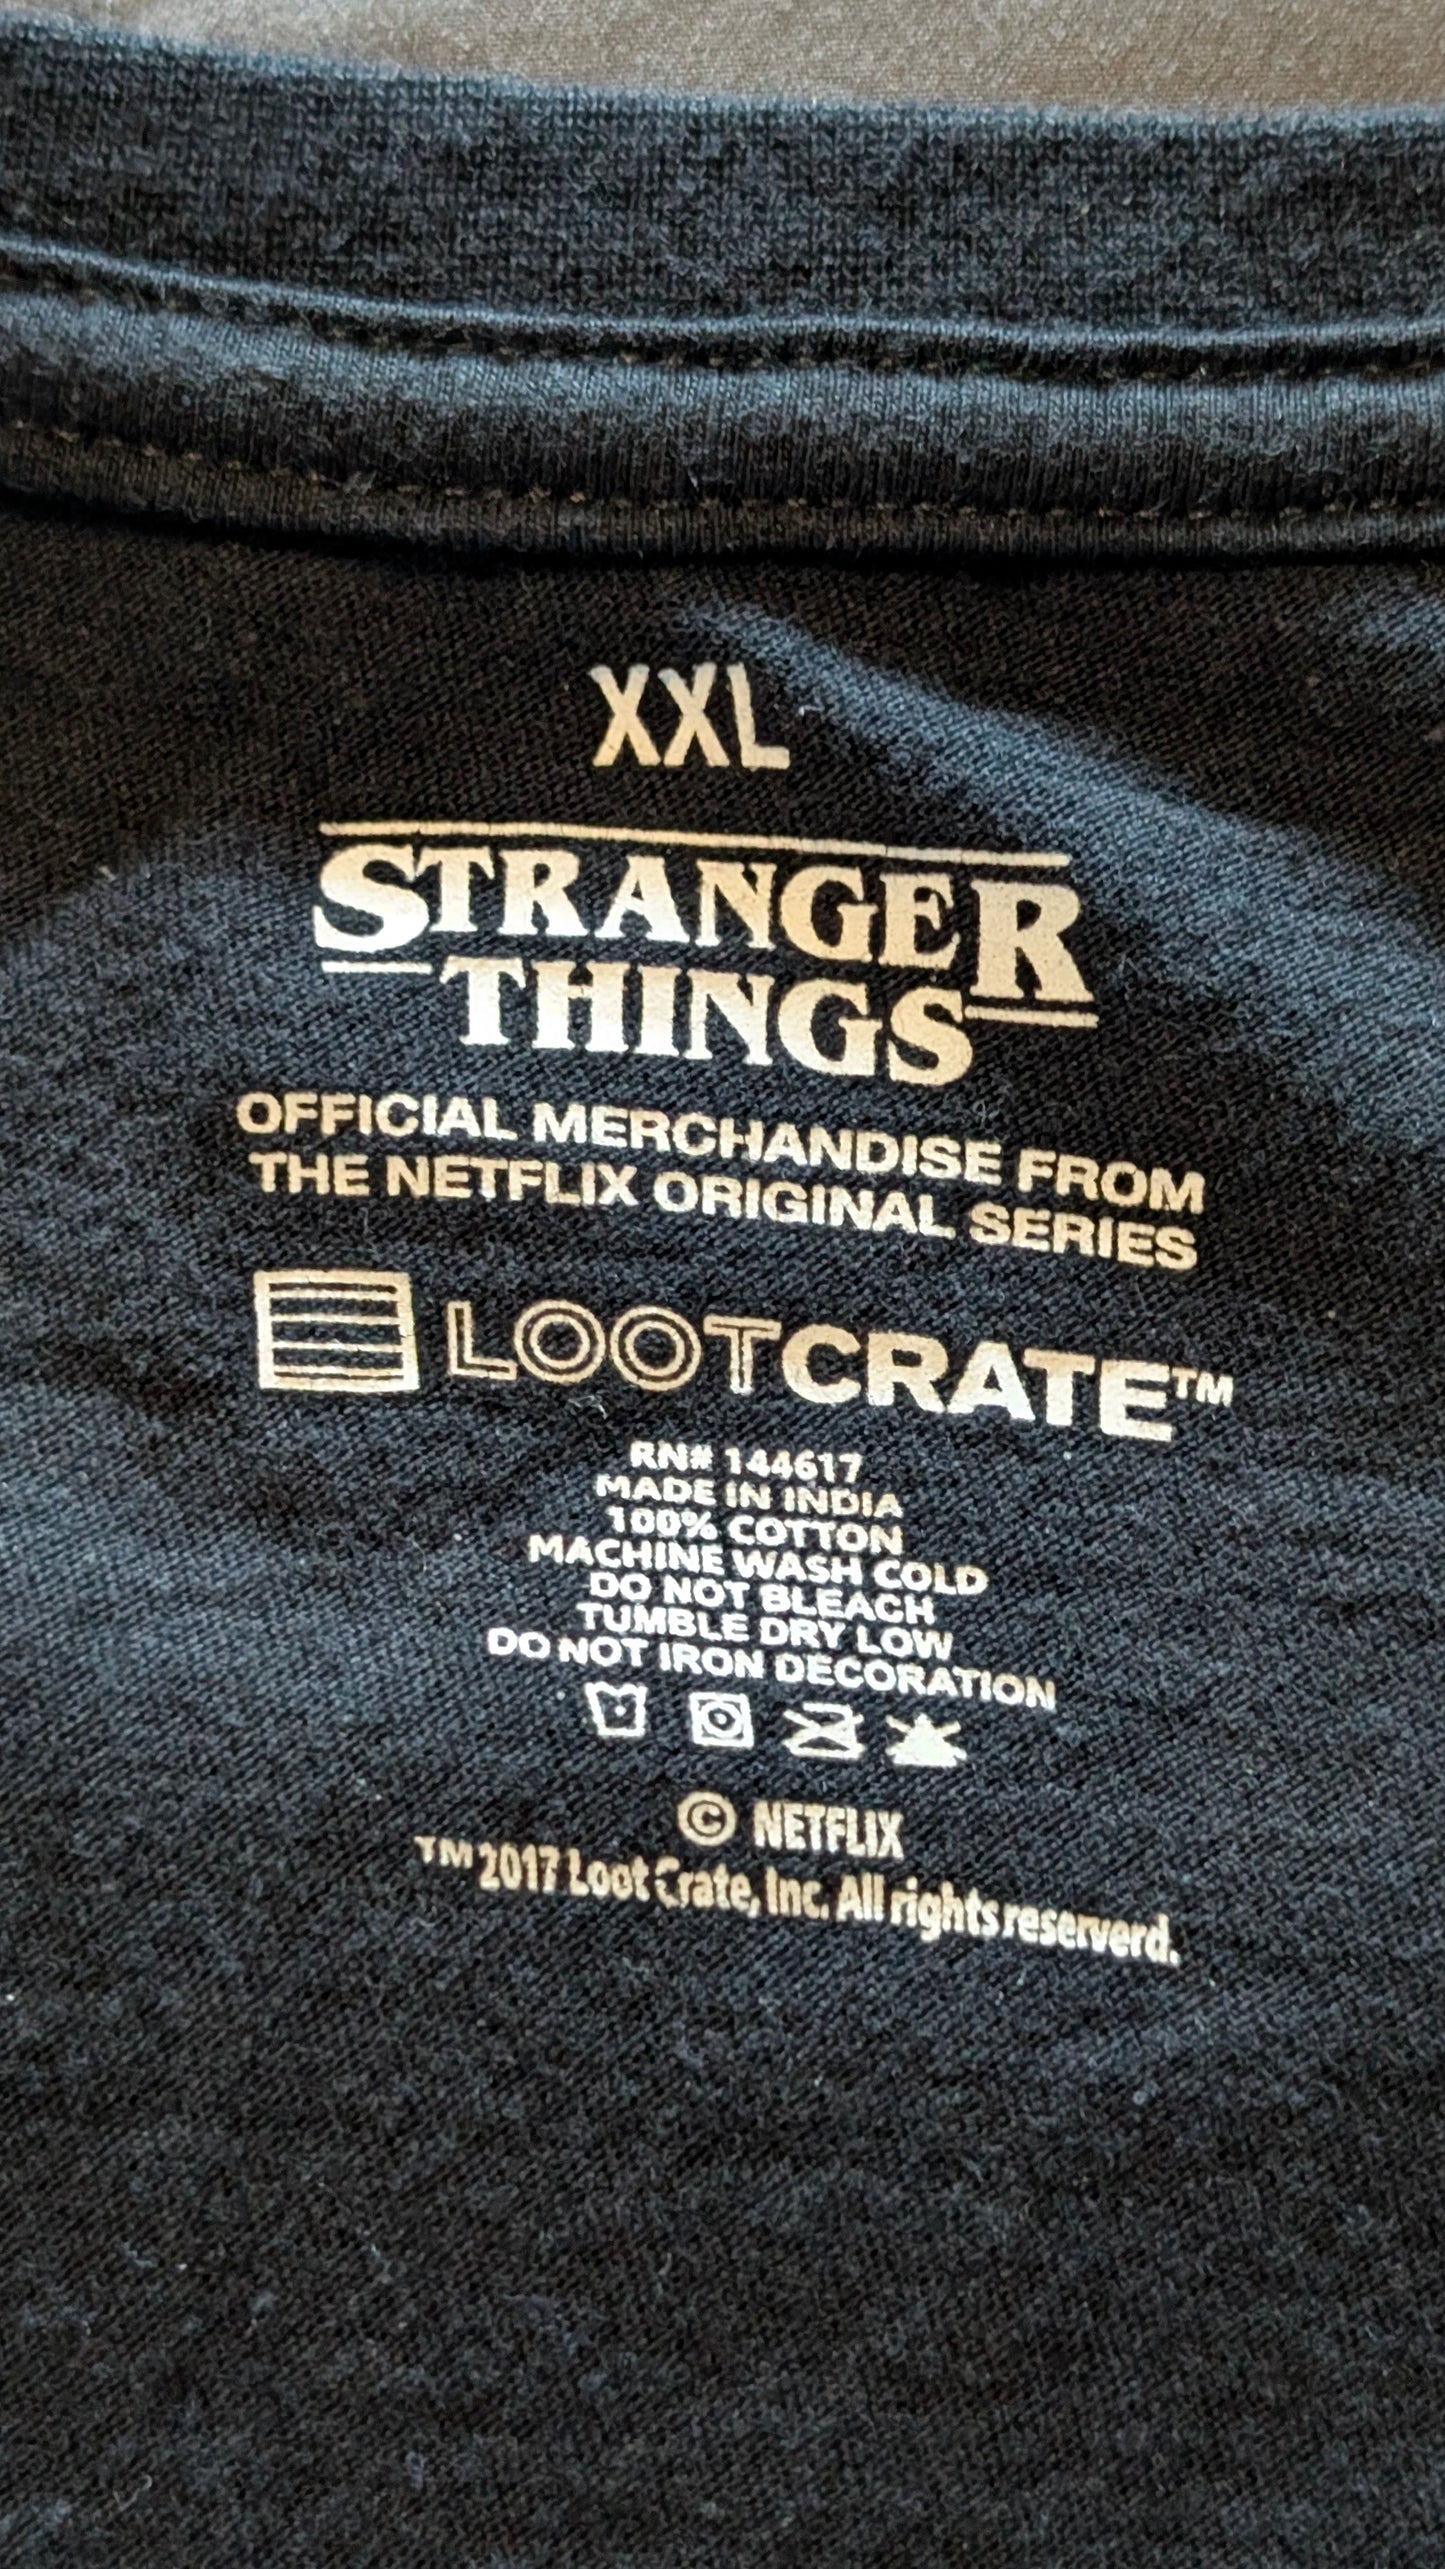 XXL
STRANGER
THINGS
OFFICIAL MERCHANDISE FROM
THE NETFLIX ORIGINAL SERIES
LOOTCRATE™
RN# 144617
MADE IN INDIA
100% COTTON
MACHINE WASH COLD
DO NOT BLEACH
TUMBLE DRY LOW
DO NOT IRON DECORATION
© NETFLIX
™ 2017 Loot Crate, Inc. All rights reserverd.